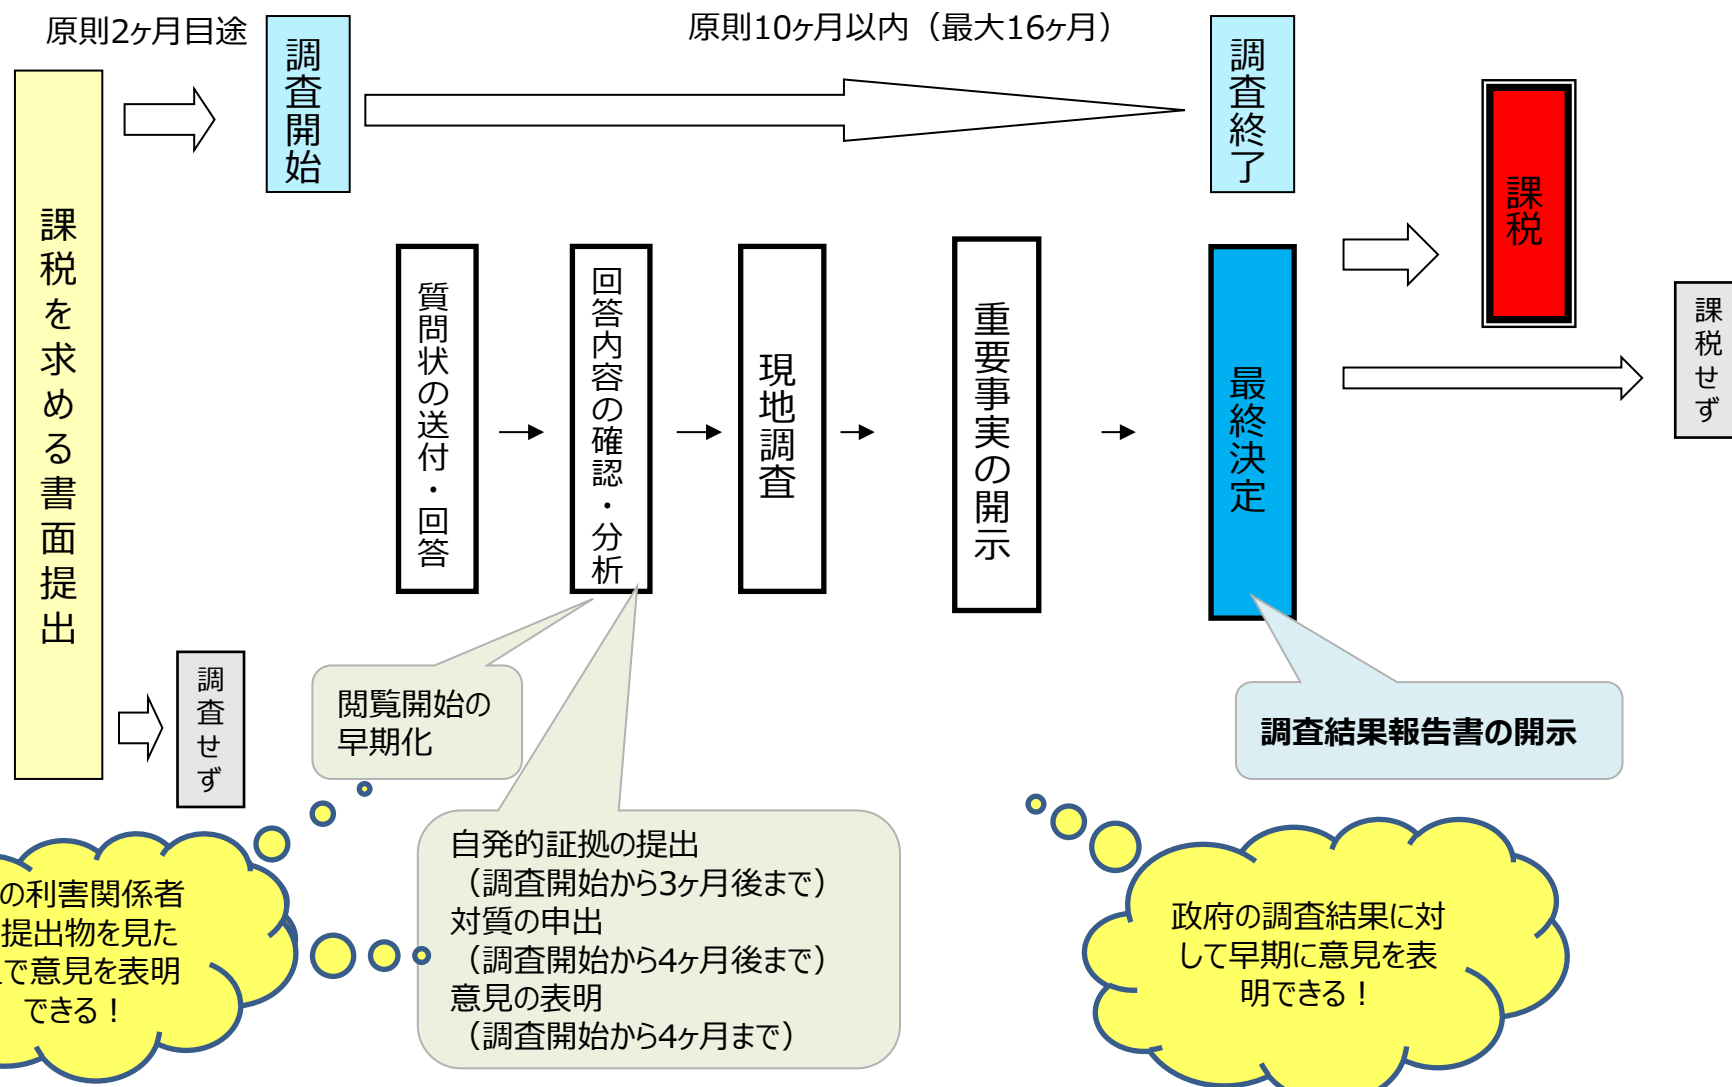 原則2ヶ月目途
原則10ヶ月以内（最大16ヶ月）
課税を求める書面提出
調査開始
調査終了
課税
課税せず
質問状の送付・回答
回答内容の確認・分析
現地調査
重要事実の開示
最終決定
調査せず
閲覧開始の
早期化
調査結果報告書の開示
自発的証拠の提出
（調査開始から3ヶ月後まで）
対質の申出
（調査開始から4ヶ月後まで）
意見の表明
（調査開始から4ヶ月まで）
の利害関係者
提出物を見た
で意見を表明
できる！
政府の調査結果に対
して早期に意見を表
明できる！